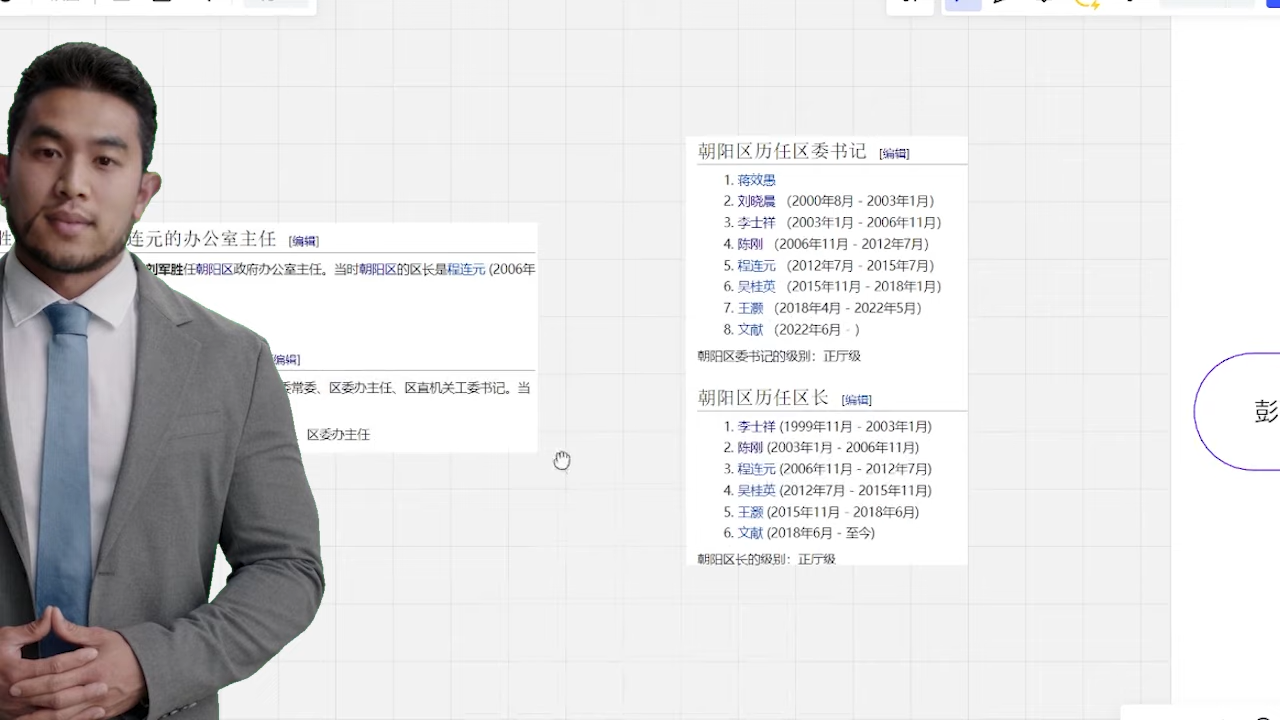 连元的办公室主任 [编辑]
刘军胜任朝阳区政府办公室主任。当时朝阳区的区长是程连元 (2006年
编辑]
委常委、区委办主任、区直机关工委书记。当
、区委办主任
朝阳区历任区委书记 [编辑]
1. 蒋效愚
2. 刘晓晨 (2000年8月 - 2003年1月)
3. 李士祥 (2003年1月 - 2006年11月)
4. 陈刚 (2006年11月 - 2012年7月)
5. 程连元 (2012年7月 - 2015年7月)
6. 吴桂英 (2015年11月 - 2018年1月)
7. 王灏 (2018年4月 - 2022年5月)
8. 文献 (2022年6月 - )
朝阳区委书记的级别：正厅级
朝阳区历任区长 [编辑]
1. 李士祥 (1999年11月 - 2003年1月)
2. 陈刚 (2003年1月 - 2006年11月)
3. 程连元 (2006年11月 - 2012年7月)
4. 吴桂英 (2012年7月 - 2015年11月)
5. 王灏 (2015年11月 - 2018年6月)
6. 文献 (2018年6月 - 至今)
朝阳区长的级别：正厅级
彭